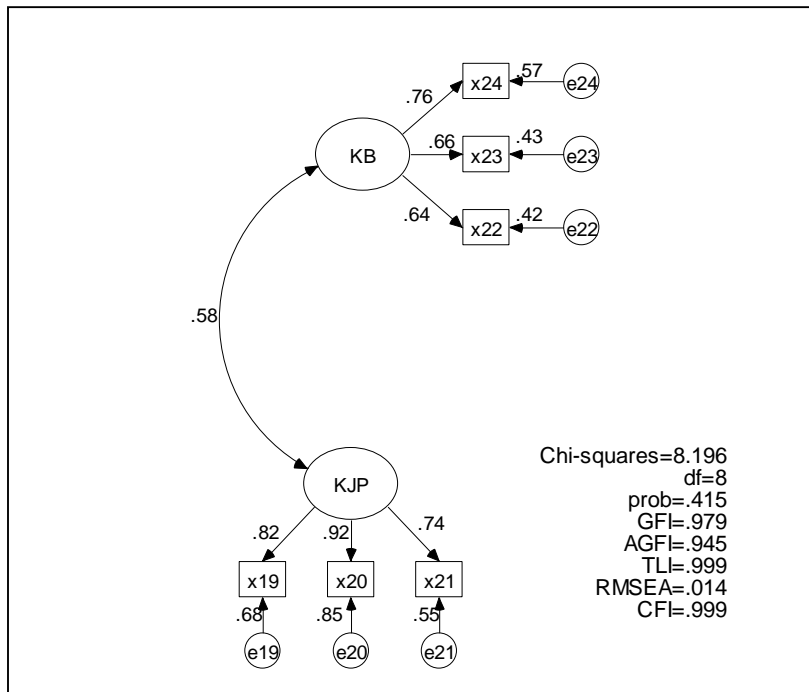 .57
x24
e24
.76
.43
KB
.66
x23
e23
.42
.64
x22
e22
.58
Chi-squares=8.196
df=8
prob=.415
GFI=.979
AGFI=.945
TLI=.999
RMSEA=.014
CFI=.999
KJP
.82
.92
.74
x19
x20
x21
.68
.85
.55
e19
e20
e21